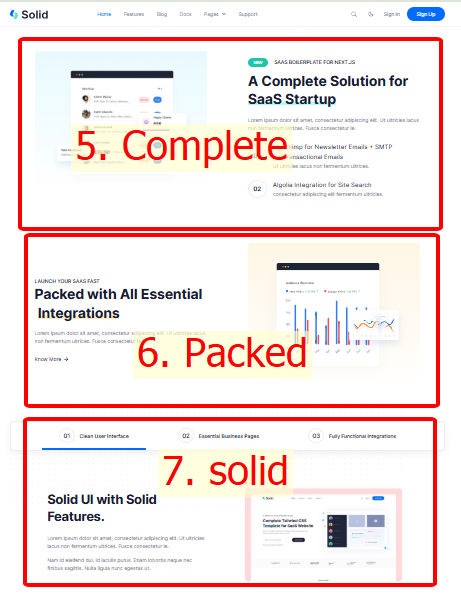 Solid
Home Features Blog Docs Pages Support Sign In Sign Up
NEW SAAS BOILERPLATE FOR NEXT.JS
A Complete Solution for
SaaS Startup
Lorem ipsum dolor sit amet, consectetur adipiscing elit. Ut ultricies lacus
non fermentum ultrices. Fusce consectetur le.
5. Complete
himp for Newsletter Emails + SMTP
ansactional Emails
Ut ultricies lacus non fermentum ultrices.
02 Algolia Integration for Site Search
consectetur adipiscing elit fermentum ultricies.
LAUNCH YOUR SAAS FAST
Packed with All Essential
Integrations
Lorem ipsum dolor sit amet, consectetur adipiscing elit. Ut ultricies lacus
non fermentum ultrices. Fusce consectetur
Know More →
6. Packed
01 Clean User Interface
02 Essential Business Pages
03 Fully Functional Integrations
7. solid
Solid UI with Solid
Features.
Lorem ipsum dolor sit amet, consectetur adipiscing elit. Ut ultricies
lacus non fermentum ultrices. Fusce consectetur le.
Nam id eleifend dui, id iaculis purus. Etiam lobortis neque nec
finibus sagittis. Nulla ligula nunc egestas ut.
Solid
Complete Tailwind CSS
Template for SaaS Website